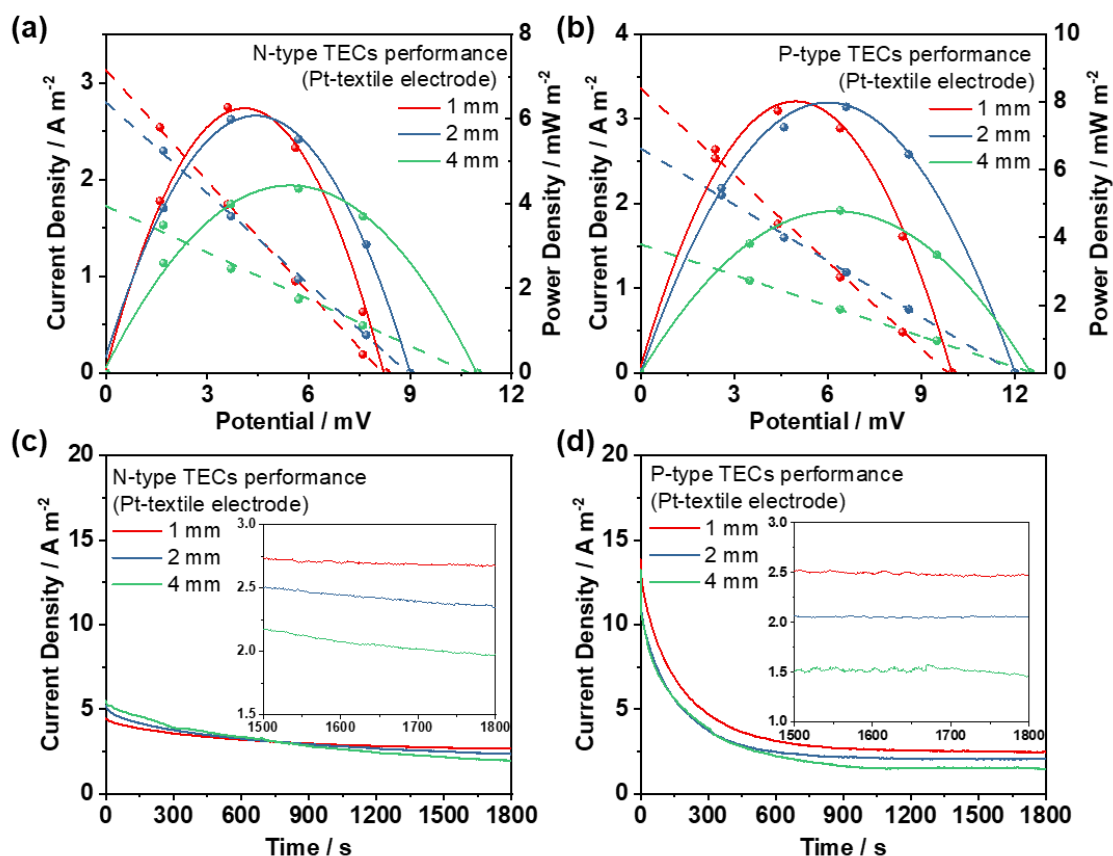 (a)
N-type TECs performance
(Pt-textile electrode)
1 mm
2 mm
4 mm
Current Density / A m-2
0
1
2
3
Power Density / mW m-2
0
2
4
6
8
0 3 6 9 12
Potential / mV
(b)
P-type TECs performance
(Pt-textile electrode)
1 mm
2 mm
4 mm
Current Density / A m-2
0
1
2
3
4
Power Density / mW m-2
0
2
4
6
8
10
0 3 6 9 12
Potential / mV
(c)
N-type TECs performance
(Pt-textile electrode)
1 mm
2 mm
4 mm
Current Density / A m-2
20
15
10
5
0
3.0
2.5
2.0
1.5
1500 1600 1700 1800
0 300 600 900 1200 1500 1800
Time / s
(d)
P-type TECs performance
(Pt-textile electrode)
1 mm
2 mm
4 mm
Current Density / A m-2
20
15
10
5
0
3.0
2.5
2.0
1.5
1.0
1500 1600 1700 1800
0 300 600 900 1200 1500 1800
Time / s